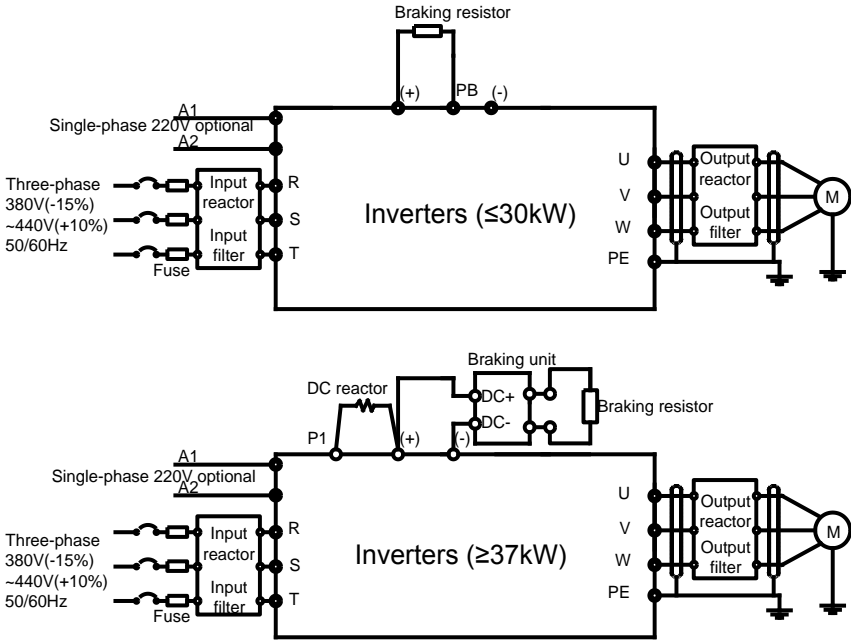 Braking resistor
(+)
PB
(-)
A1
Single-phase 220V optional
A2
Three-phase
380V(-15%)
~440V(+10%)
50/60Hz
Fuse
Input
reactor
Input
filter
R
S
T
Inverters (≤30kW)
U
V
W
PE
Output
reactor
Output
filter
M
Braking unit
DC reactor
DC+
DC-
Braking resistor
P1
(+)
(-)
A1
Single-phase 220V optional
A2
Three-phase
380V(-15%)
~440V(+10%)
50/60Hz
Fuse
Input
reactor
Input
filter
R
S
T
Inverters (≥37kW)
U
V
W
PE
Output
reactor
Output
filter
M